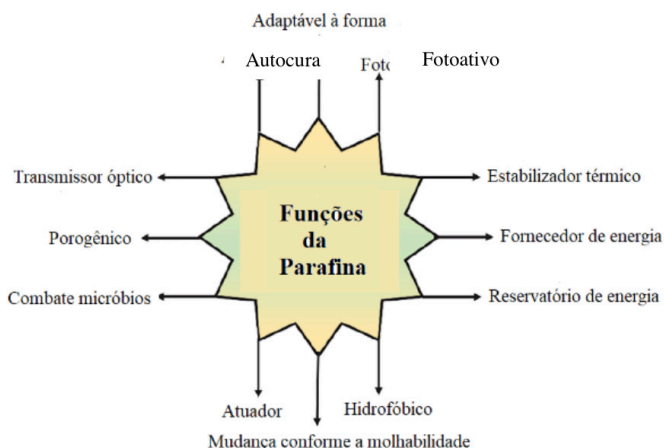 Adaptável à forma
Autocura
Fotoativo
Transmissor óptico
Estabilizador térmico
Funções
da
Parafina
Porogênico
Fornecedor de energia
Combate micróbios
Reservatório de energia
Atuador
Hidrofóbico
Mudança conforme a molhabilidade